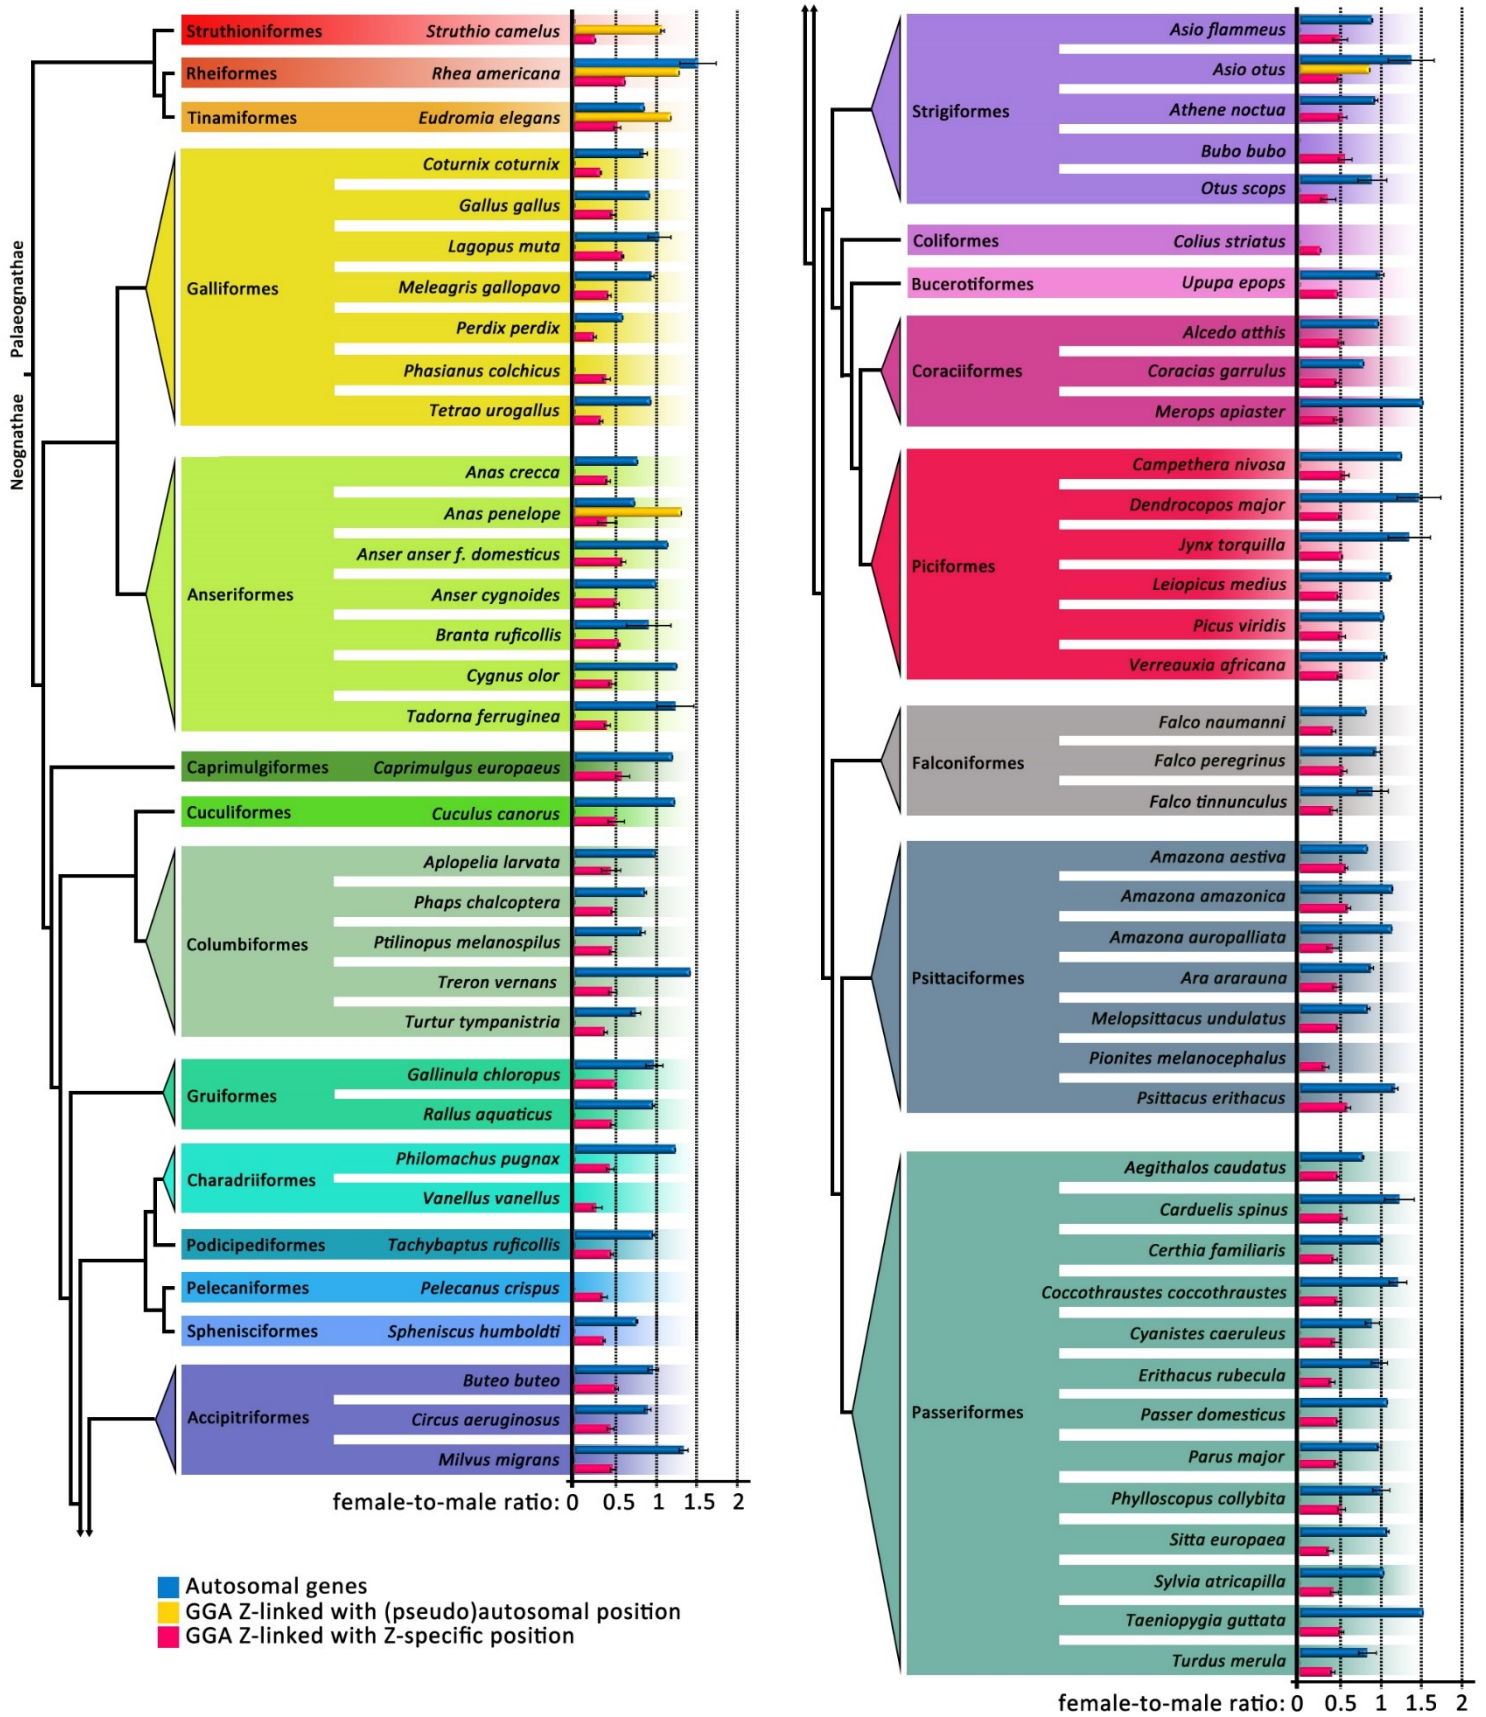 Palaeognathae
Neognathae
Struthioniformes
Struthio camelus
Rheiformes
Rhea americana
Tinamiformes
Eudromia elegans
Galliformes
Coturnix coturnix
Gallus gallus
Lagopus muta
Meleagris gallopavo
Perdix perdix
Phasianus colchicus
Tetrao urogallus
Anseriformes
Anas crecca
Anas penelope
Anser anser f. domesticus
Anser cygnoides
Branta ruficollis
Cygnus olor
Tadorna ferruginea
Caprimulgiformes
Caprimulgus europaeus
Cuculiformes
Cuculus canorus
Columbiformes
Aplopelia larvata
Phaps chalcoptera
Ptilinopus melanospilus
Treron vernans
Turtur tympanistria
Gruiformes
Gallinula chloropus
Rallus aquaticus
Charadriiformes
Philomachus pugnax
Vanellus vanellus
Podicipediformes
Tachybaptus ruficollis
Pelecaniformes
Pelecanus crispus
Sphenisciformes
Spheniscus humboldti
Accipitriformes
Buteo buteo
Circus aeruginosus
Milvus migrans
female-to-male ratio: 0 0.5 1 1.5 2
Autosomal genes
GGA Z-linked with (pseudo)autosomal position
GGA Z-linked with Z-specific position
Strigiformes
Asio flammeus
Asio otus
Athene noctua
Bubo bubo
Otus scops
Coliformes
Colius striatus
Bucerotiformes
Upupa epops
Coraciiformes
Alcedo atthis
Coracias garrulus
Merops apiaster
Piciformes
Campethera nivosa
Dendrocopos major
Jynx torquilla
Leiopicus medius
Picus viridis
Verreauxia africana
Falconiformes
Falco naumanni
Falco peregrinus
Falco tinnunculus
Psittaciformes
Amazona aestiva
Amazona amazonica
Amazona auropalliata
Ara ararauna
Melopsittacus undulatus
Pionites melanocephalus
Psittacus erithacus
Passeriformes
Aegithalos caudatus
Carduelis spinus
Certhia familiaris
Coccothraustes coccothraustes
Cyanistes caeruleus
Erithacus rubecula
Passer domesticus
Parus major
Phylloscopus collybita
Sitta europaea
Sylvia atricapilla
Taeniopygia guttata
Turdus merula
female-to-male ratio: 0 0.5 1 1.5 2